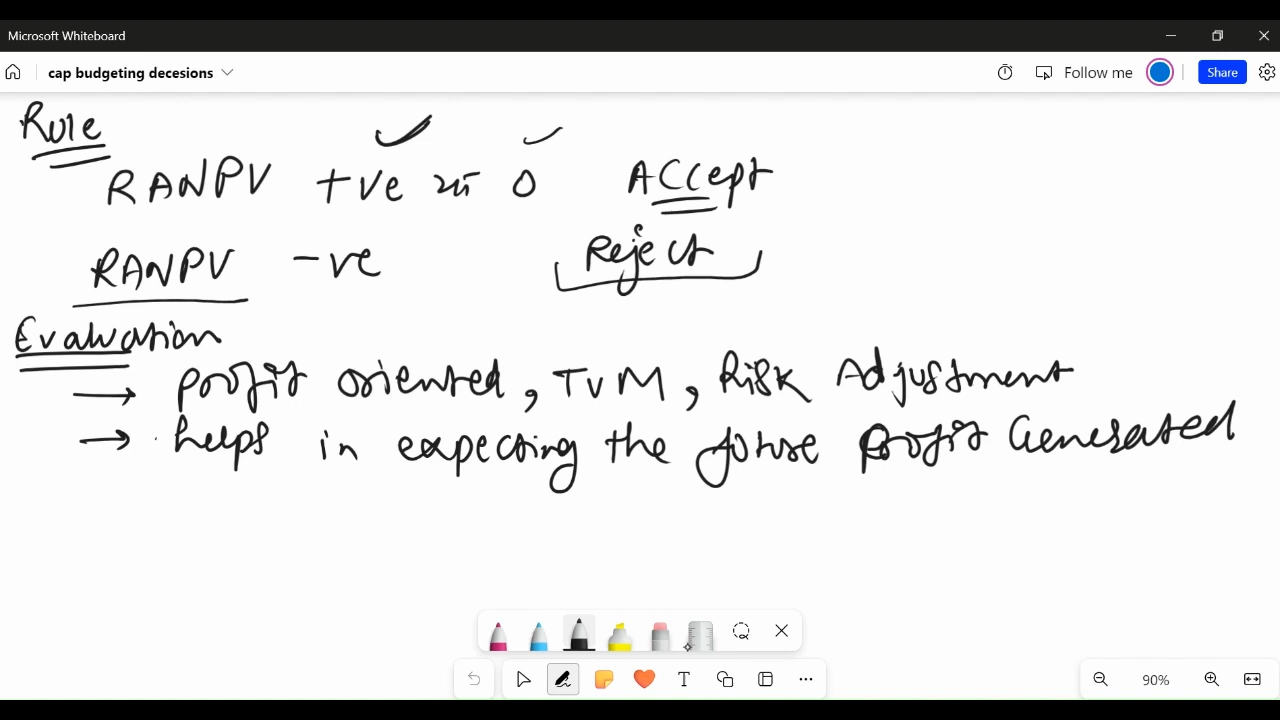 Microsoft Whiteboard
cap budgeting decesions
Follow me
Share
Rule
RANPV +ve या 0 Accept
RANPV -ve Reject
Evaluation
→ profit oriented, TVM, Risk Adjustment
→ helps in expecting the future Profit Generated
90%